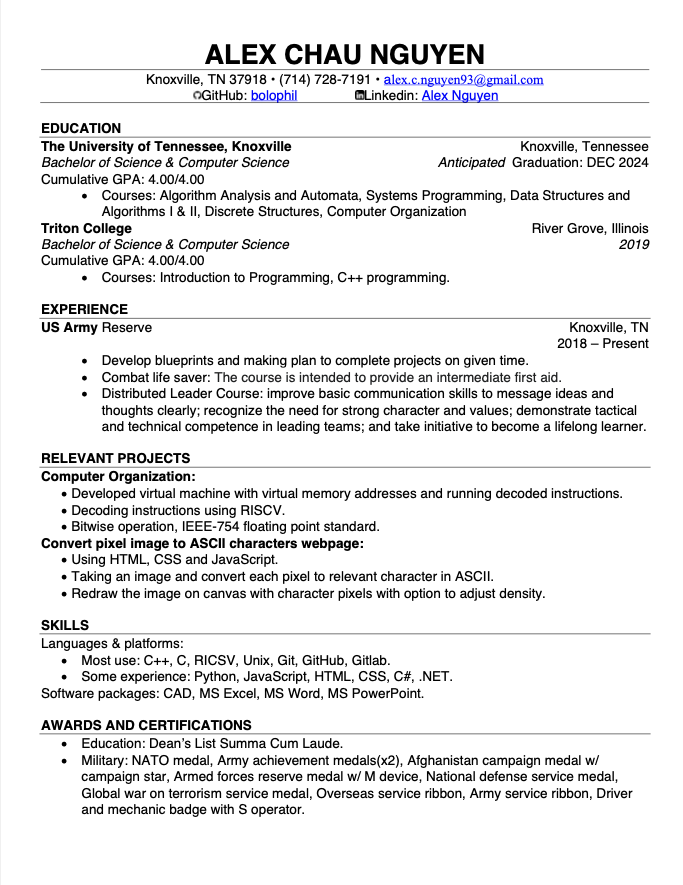 ALEX CHAU NGUYEN
Knoxville, TN 37918 • (714) 728-7191 • alex.c.nguyen93@gmail.com
GitHub: bolophil Linkedin: Alex Nguyen
EDUCATION
The University of Tennessee, Knoxville Knoxville, Tennessee
Bachelor of Science & Computer Science Anticipated Graduation: DEC 2024
Cumulative GPA: 4.00/4.00
• Courses: Algorithm Analysis and Automata, Systems Programming, Data Structures and
Algorithms I & II, Discrete Structures, Computer Organization
Triton College River Grove, Illinois
Bachelor of Science & Computer Science 2019
Cumulative GPA: 4.00/4.00
• Courses: Introduction to Programming, C++ programming.
EXPERIENCE
US Army Reserve Knoxville, TN
2018 – Present
• Develop blueprints and making plan to complete projects on given time.
• Combat life saver: The course is intended to provide an intermediate first aid.
• Distributed Leader Course: improve basic communication skills to message ideas and
thoughts clearly; recognize the need for strong character and values; demonstrate tactical
and technical competence in leading teams; and take initiative to become a lifelong learner.
RELEVANT PROJECTS
Computer Organization:
• Developed virtual machine with virtual memory addresses and running decoded instructions.
• Decoding instructions using RISCV.
• Bitwise operation, IEEE-754 floating point standard.
Convert pixel image to ASCII characters webpage:
• Using HTML, CSS and JavaScript.
• Taking an image and convert each pixel to relevant character in ASCII.
• Redraw the image on canvas with character pixels with option to adjust density.
SKILLS
Languages & platforms:
• Most use: C++, C, RICSV, Unix, Git, GitHub, Gitlab.
• Some experience: Python, JavaScript, HTML, CSS, C#, .NET.
Software packages: CAD, MS Excel, MS Word, MS PowerPoint.
AWARDS AND CERTIFICATIONS
• Education: Dean’s List Summa Cum Laude.
• Military: NATO medal, Army achievement medals(x2), Afghanistan campaign medal w/
campaign star, Armed forces reserve medal w/ M device, National defense service medal,
Global war on terrorism service medal, Overseas service ribbon, Army service ribbon, Driver
and mechanic badge with S operator.